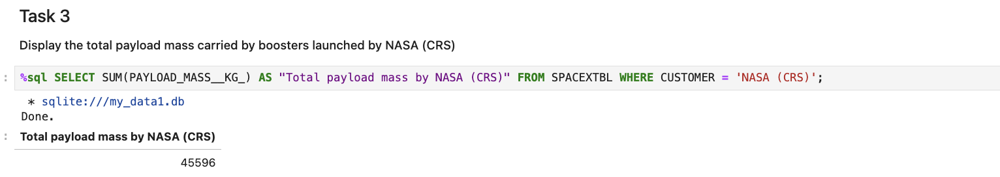 Task 3
Display the total payload mass carried by boosters launched by NASA (CRS)
: %sql SELECT SUM(PAYLOAD_MASS__KG_) AS "Total payload mass by NASA (CRS)" FROM SPACEXTBL WHERE CUSTOMER = 'NASA (CRS)';
* sqlite:///my_data1.db
Done.
: Total payload mass by NASA (CRS)
45596